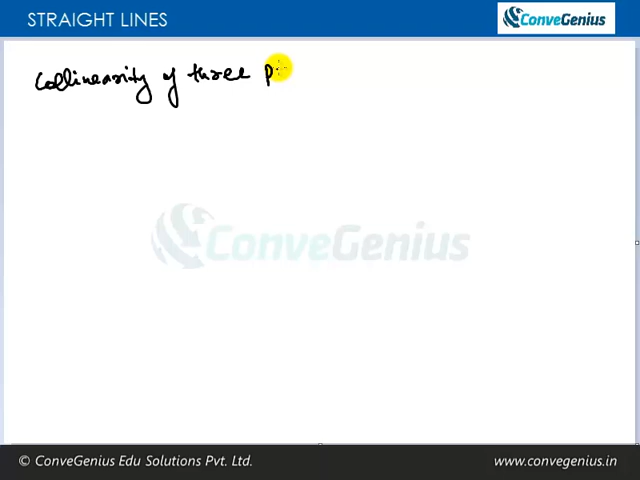 STRAIGHT LINES
ConveGenius
Collinearity of three p
ConveGenius
© ConveGenius Edu Solutions Pvt. Ltd.
www.convegenius.in